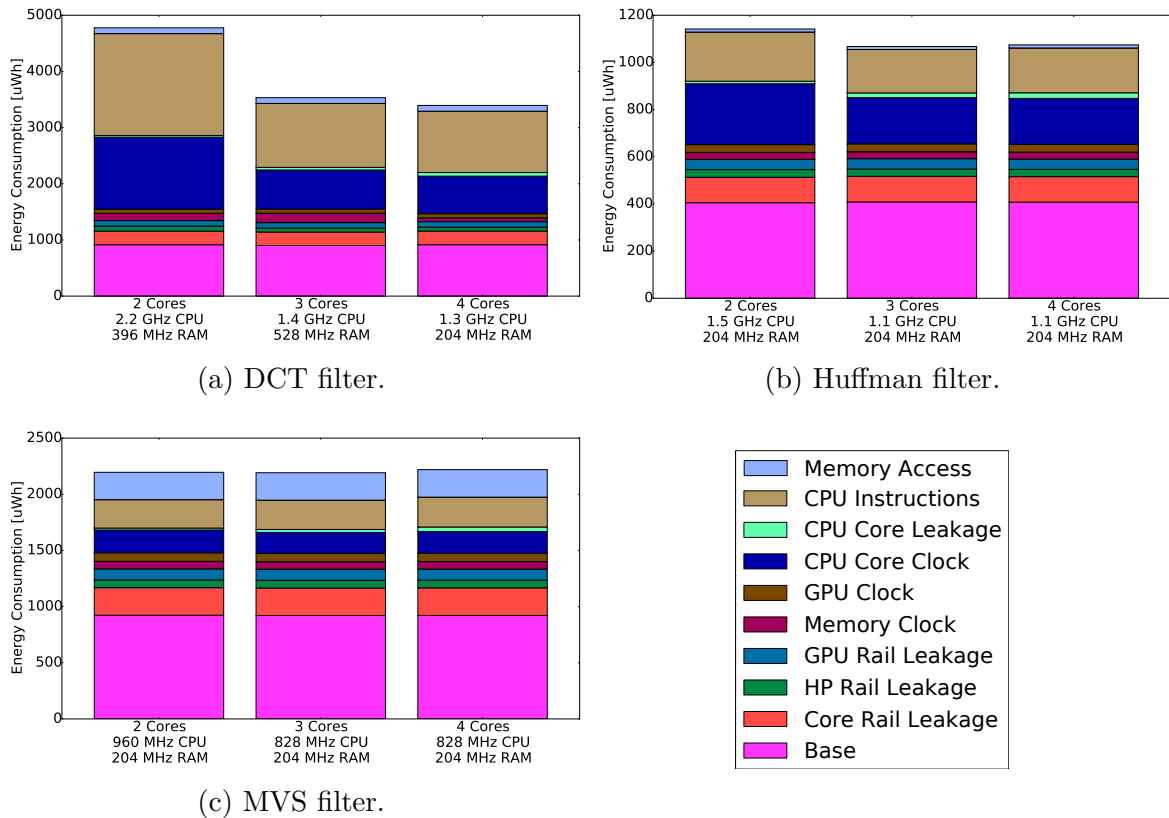 5000
4000
3000
2000
1000
0
Energy Consumption [uWh]
2 Cores
2.2 GHz CPU
396 MHz RAM
3 Cores
1.4 GHz CPU
528 MHz RAM
4 Cores
1.3 GHz CPU
204 MHz RAM
(a) DCT filter.
1200
1000
800
600
400
200
0
Energy Consumption [uWh]
2 Cores
1.5 GHz CPU
204 MHz RAM
3 Cores
1.1 GHz CPU
204 MHz RAM
4 Cores
1.1 GHz CPU
204 MHz RAM
(b) Huffman filter.
2500
2000
1500
1000
500
0
Energy Consumption [uWh]
2 Cores
960 MHz CPU
204 MHz RAM
3 Cores
828 MHz CPU
204 MHz RAM
4 Cores
828 MHz CPU
204 MHz RAM
(c) MVS filter.
Memory Access
CPU Instructions
CPU Core Leakage
CPU Core Clock
GPU Clock
Memory Clock
GPU Rail Leakage
HP Rail Leakage
Core Rail Leakage
Base